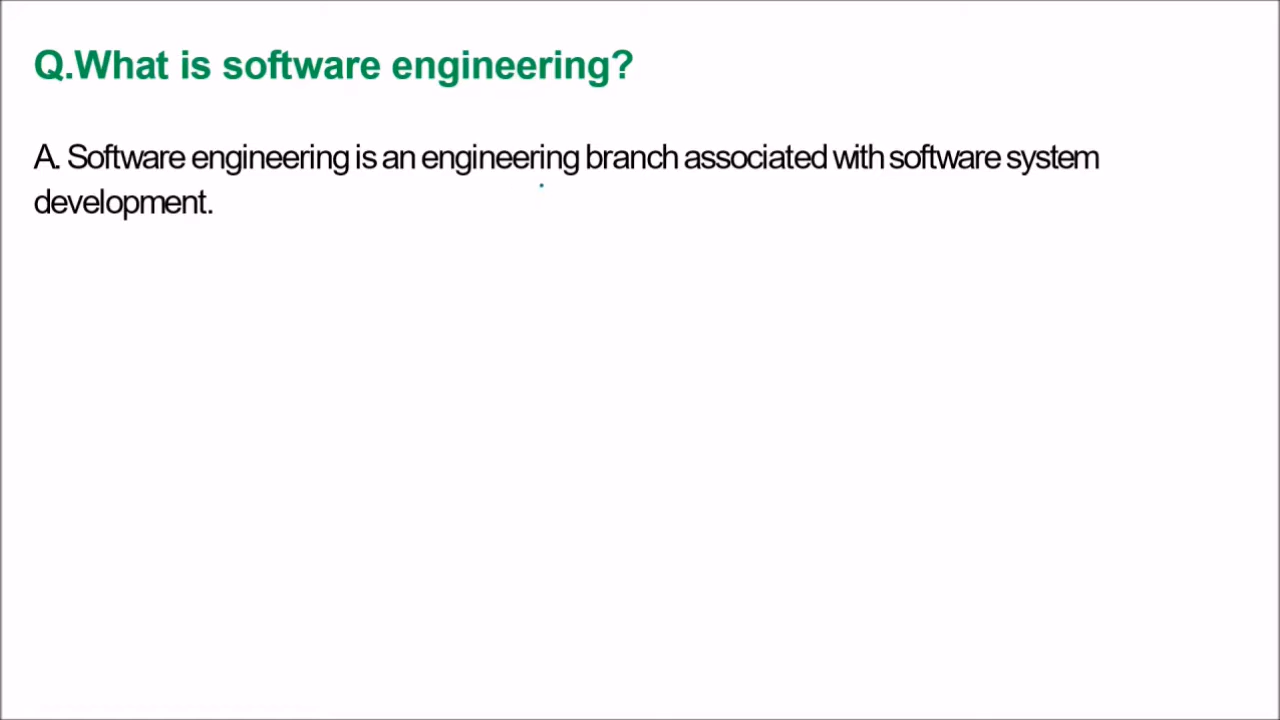 Q.What is software engineering?
A. Software engineering is an engineering branch associated with software system
development.